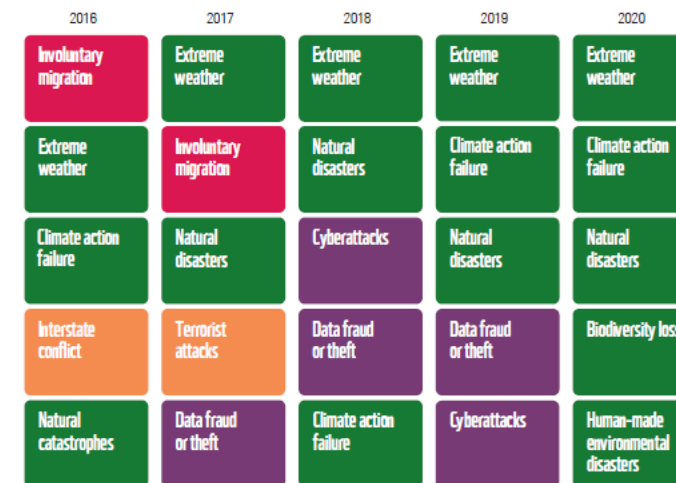 2016 2017 2018 2019 2020
Involuntary
migration
Extreme
weather
Extreme
weather
Extreme
weather
Extreme
weather
Extreme
weather
Involuntary
migration
Natural
disasters
Climate action
failure
Climate action
failure
Climate action
failure
Natural
disasters
Cyberattacks
Natural
disasters
Natural
disasters
Interstate
conflict
Terrorist
attacks
Data fraud
or theft
Data fraud
or theft
Biodiversity loss
Natural
catastrophes
Data fraud
or theft
Climate action
failure
Cyberattacks
Human-made
environmental
disasters